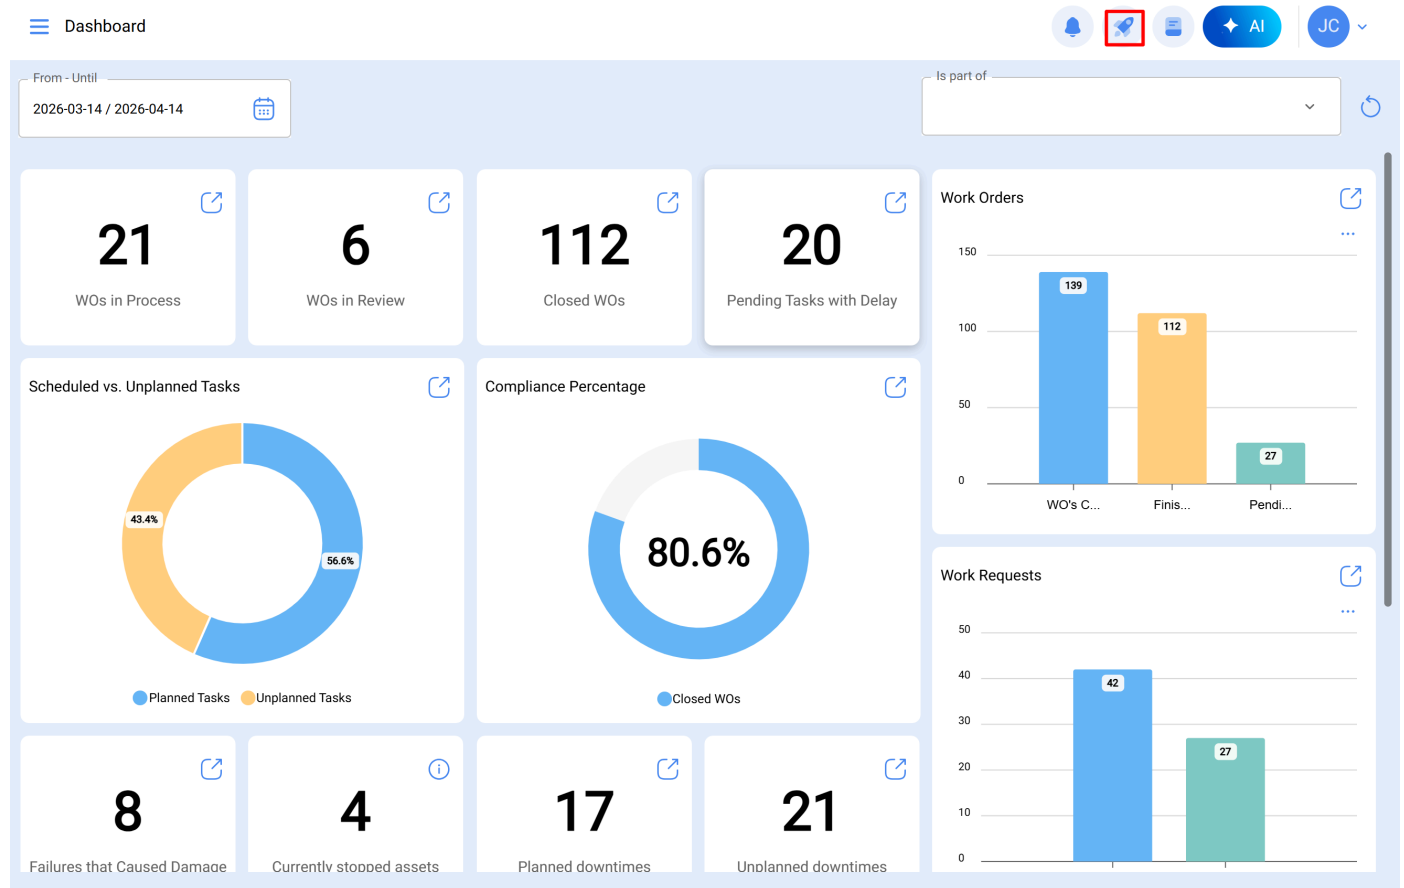 Dashboard
AI
JC
From - Until
2026-03-14 / 2026-04-14
Is part of
21
WOs in Process
6
WOs in Review
112
Closed WOs
20
Pending Tasks with Delay
Work Orders
...
150
100
50
0
139
112
27
WO's C...
Finis...
Pendi...
Scheduled vs. Unplanned Tasks
43.4%
56.6%
Planned Tasks
Unplanned Tasks
Compliance Percentage
80.6%
Closed WOs
Work Requests
...
50
40
30
20
10
0
42
27
8
Failures that Caused Damage
4
Currently stopped assets
17
Planned downtimes
21
Unplanned downtimes